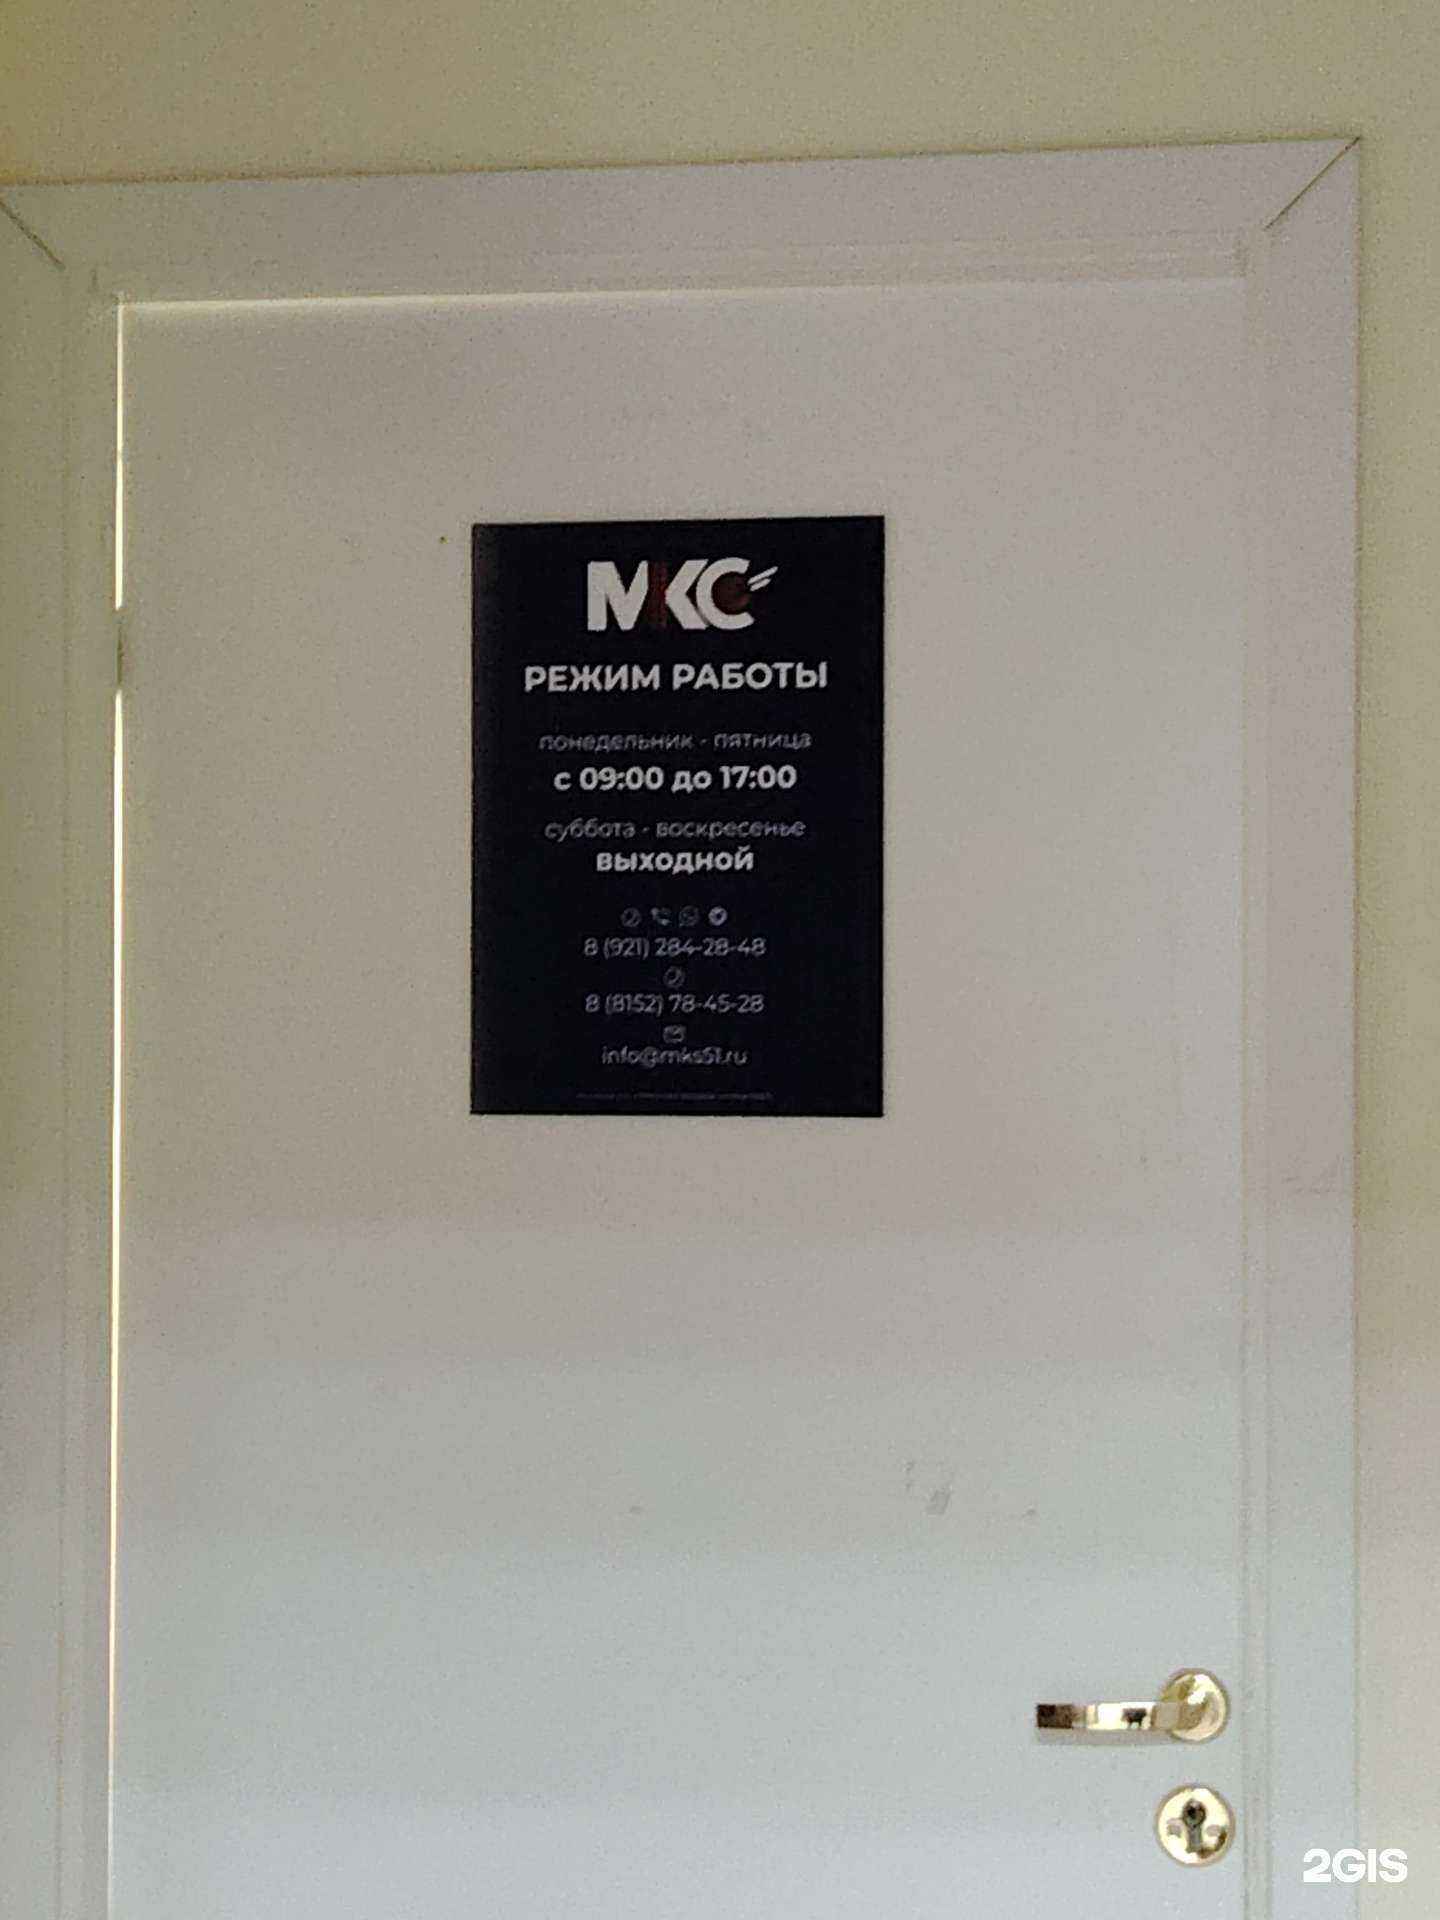 МКС
РЕЖИМ РАБОТЫ
понедельник - пятница
с 09:00 до 17:00
суббота - воскресенье
выходной
8 (921) 284-28-48
8 (8152) 78-45-28
info@mks51.ru
2GIS